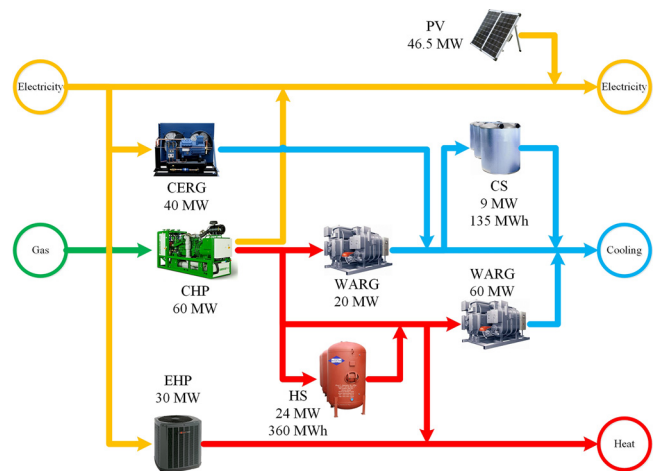 PV
46.5 MW
Electricity
Electricity
CERG
40 MW
CS
9 MW
135 MWh
Gas
CHP
60 MW
WARG
20 MW
WARG
60 MW
Cooling
EHP
30 MW
HS
24 MW
360 MWh
Heat